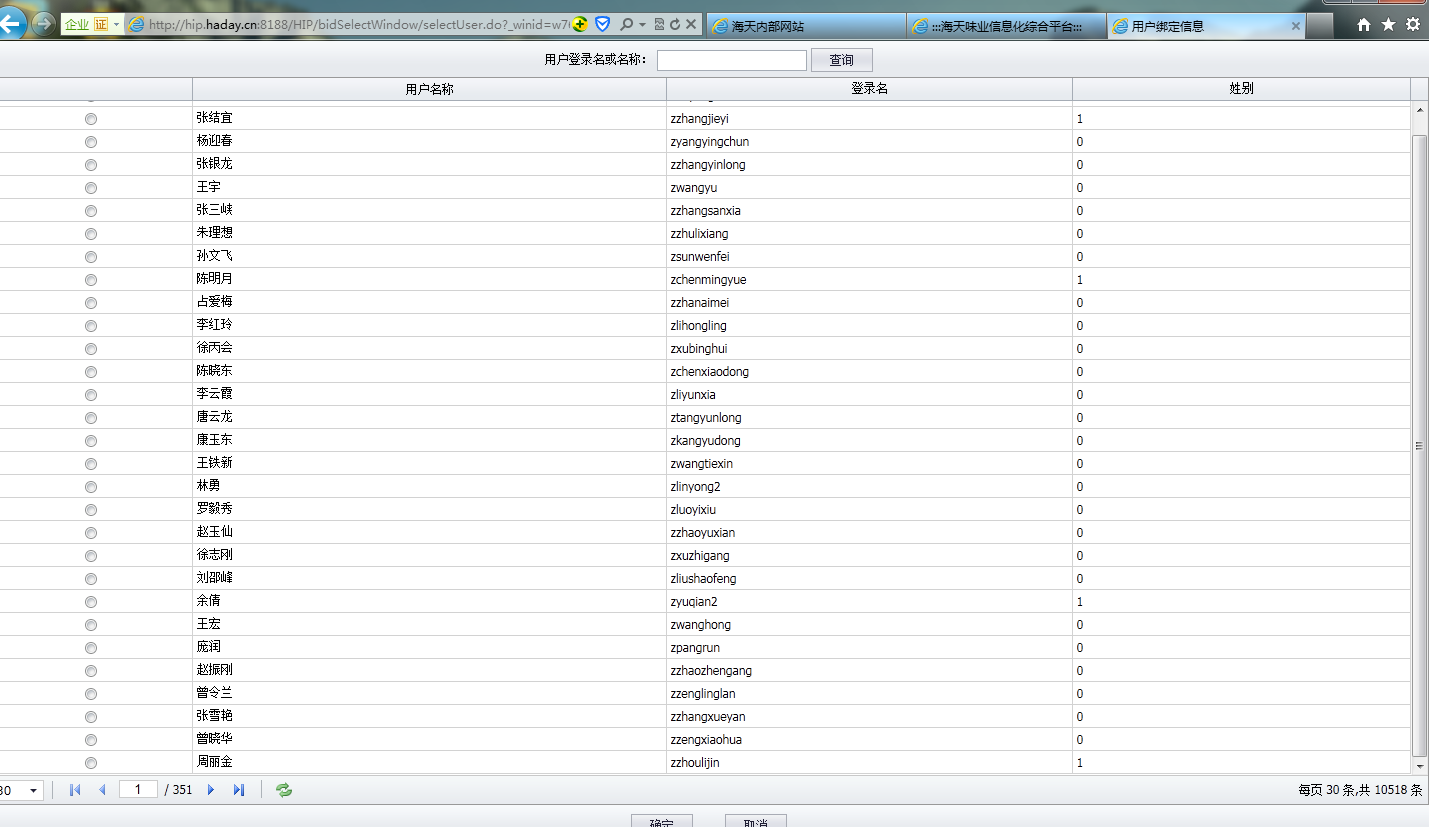 企业 证 http://hip.haday.cn:8188/HIP/bidSelectWindow/selectUser.do?_winid=w7 海天内部网站 :::海天味业信息化综合平台::: 用户绑定信息
用户登录名或名称: 查询
用户名称 登录名 姓别
张结宜 zzhangjieyi 1
杨迎春 zyangyingchun 0
张银龙 zzhangyinlong 0
王宇 zwangyu 0
张三峡 zzhangsanxia 0
朱理想 zzhulixiang 0
孙文飞 zsunwenfei 0
陈明月 zchenmingyue 1
占爱梅 zzhanaimei 0
李红玲 zlihongling 0
徐丙会 zxubinghui 0
陈晓东 zchenxiaodong 0
李云霞 zliyunxia 0
唐云龙 ztangyunlong 0
康玉东 zkangyudong 0
王铁新 zwangtiexin 0
林勇 zlinyong2 0
罗毅秀 zluoyixiu 0
赵玉仙 zzhaoyuxian 0
徐志刚 zxuzhigang 0
刘邵峰 zliushaofeng 0
余倩 zyuqian2 1
王宏 zwanghong 0
庞润 zpangrun 0
赵振刚 zzhaozhengang 0
曾令兰 zzenglinglan 0
张雪艳 zzhangxueyan 0
曾晓华 zzengxiaohua 0
周丽金 zzhoulijin 1
30 1 / 351 每页 30 条,共 10518 条
确定 取消